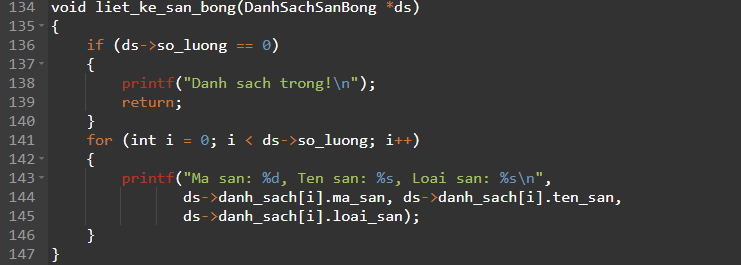 134 void liet_ke_san_bong(DanhSachSanBong *ds)
135 {
136     if (ds->so_luong == 0)
137     {
138         printf("Danh sach trong!\n");
139         return;
140     }
141     for (int i = 0; i < ds->so_luong; i++)
142     {
143         printf("Ma san: %d, Ten san: %s, Loai san: %s\n",
144                ds->danh_sach[i].ma_san, ds->danh_sach[i].ten_san,
145                ds->danh_sach[i].loai_san);
146     }
147 }